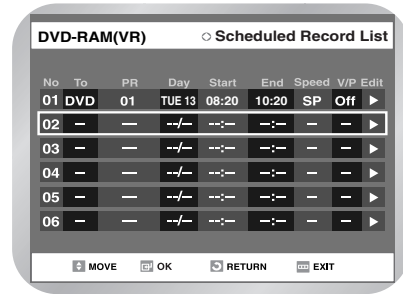 DVD-RAM(VR) Scheduled Record List
No To PR Day Start End Speed V/P Edit
01 DVD 01 TUE 13 08:20 10:20 SP Off ►
02 – — --/– --:– –:– – – ►
03 – — --/– --:– –:– – – ►
04 – — --/– --:– –:– – – ►
05 – — --/– --:– –:– – – ►
06 – — --/– --:– –:– – – ►
MOVE OK RETURN EXIT